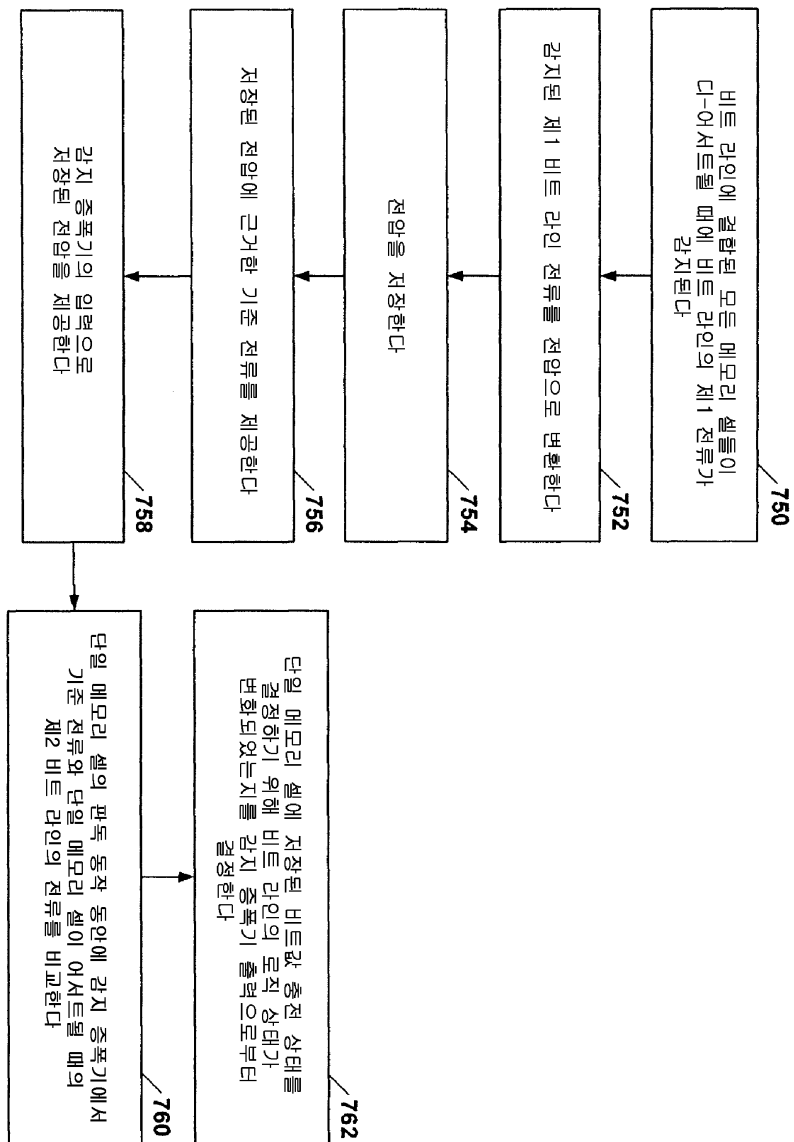 비트 라인에 결합된 모든 메모리 셀들이
디-어서트될 때에 비트 라인의 제1 전류가
감지된다
750
감지된 제1 비트 라인 전류를 전압으로 변환한다
752
전압을 저장한다
754
저장된 전압에 근거한 기준 전류를 제공한다
756
감지 증폭기의 입력으로
저장된 전압을 제공한다
758
단일 메모리 셀의 판독 동작 동안에 감지 증폭기에서
기준 전류와 단일 메모리 셀이 어서트될 때의
제2 비트 라인의 전류를 비교한다
760
단일 메모리 셀에 저장된 비트값 충전 상태를
결정하기 위해 비트 라인의 로직 상태가
변화되었는지를 감지 증폭기 출력으로부터
결정한다
762